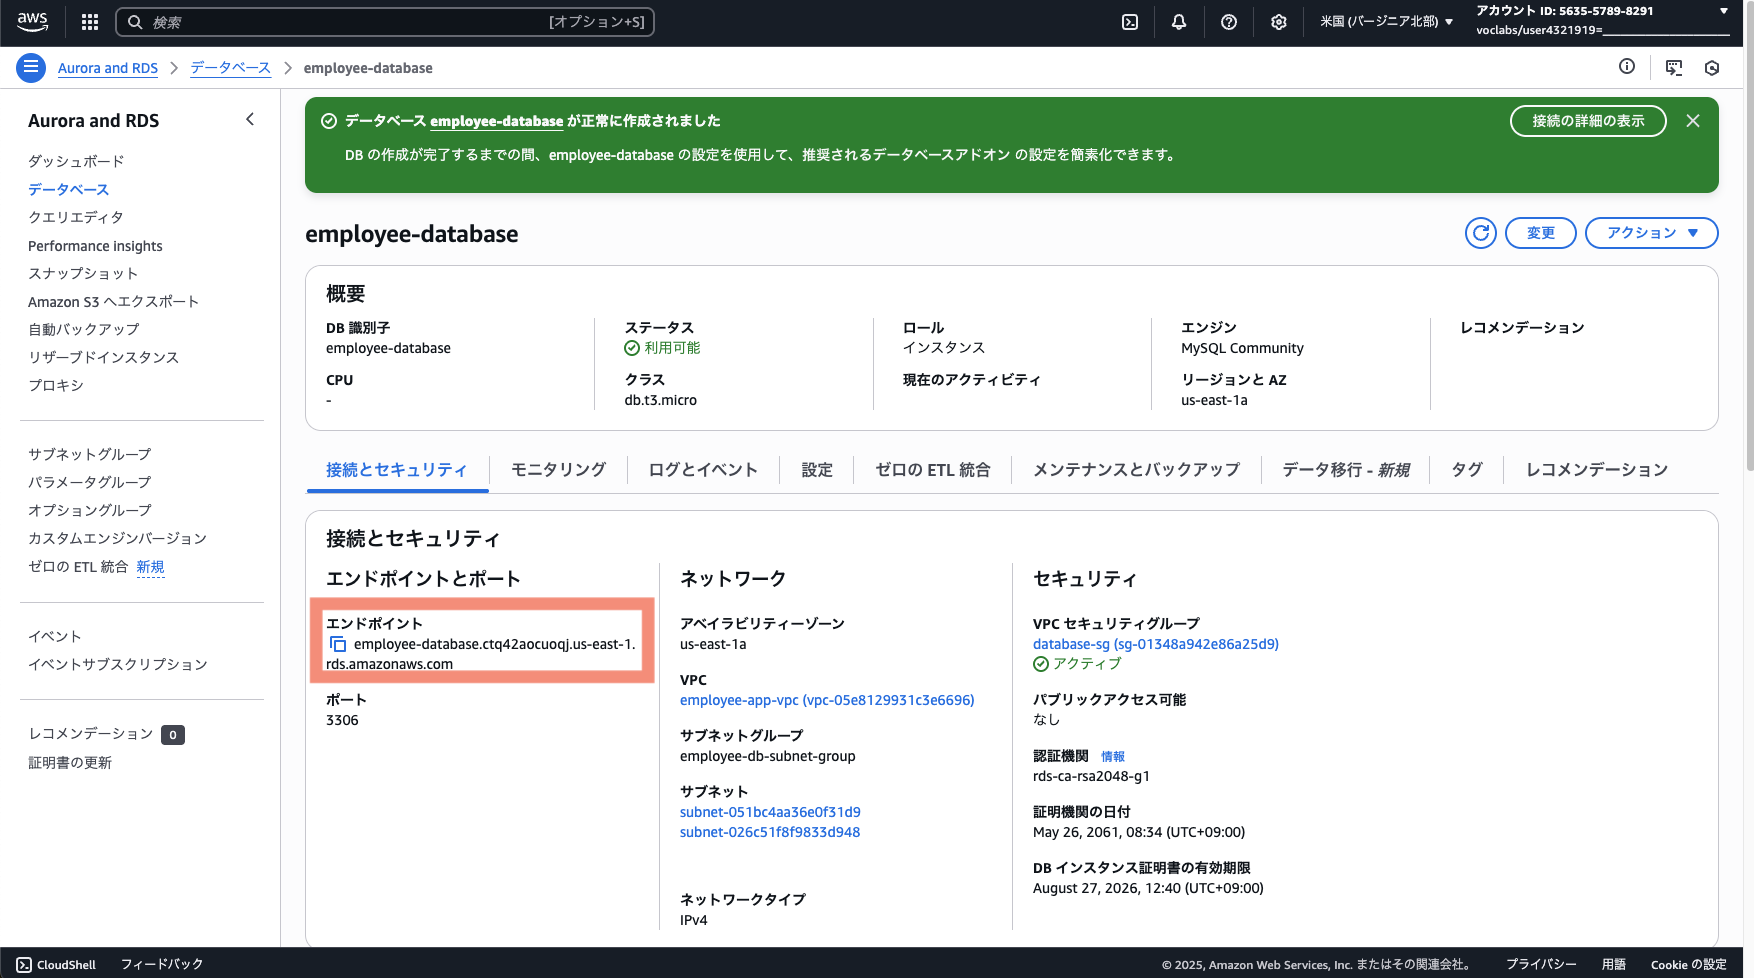 aws
検索
[オプション+S]
米国 (バージニア北部) ▼
アカウント ID: 5635-5789-8291
voclabs/user4321919=____________________
Aurora and RDS
データベース
employee-database
Aurora and RDS
ダッシュボード
データベース
クエリエディタ
Performance insights
スナップショット
Amazon S3 へエクスポート
自動バックアップ
リザーブドインスタンス
プロキシ
サブネットグループ
パラメータグループ
オプショングループ
カスタムエンジンバージョン
ゼロの ETL 統合 新規
イベント
イベントサブスクリプション
レコメンデーション 0
証明書の更新
データベース employee-database が正常に作成されました
接続の詳細の表示
DB の作成が完了するまでの間、employee-database の設定を使用して、推奨されるデータベースアドオン の設定を簡素化できます。
employee-database
変更
アクション ▼
概要
DB 識別子
employee-database
CPU
-
ステータス
利用可能
クラス
db.t3.micro
ロール
インスタンス
現在のアクティビティ
エンジン
MySQL Community
リージョンと AZ
us-east-1a
レコメンデーション
接続とセキュリティ
モニタリング
ログとイベント
設定
ゼロの ETL 統合
メンテナンスとバックアップ
データ移行 - 新規
タグ
レコメンデーション
接続とセキュリティ
エンドポイントとポート
エンドポイント
employee-database.ctq42aocuoqj.us-east-1.
rds.amazonaws.com
ポート
3306
ネットワーク
アベイラビリティーゾーン
us-east-1a
VPC
employee-app-vpc (vpc-05e8129931c3e6696)
サブネットグループ
employee-db-subnet-group
サブネット
subnet-051bc4aa36e0f31d9
subnet-026c51f8f9833d948
ネットワークタイプ
IPv4
セキュリティ
VPC セキュリティグループ
database-sg (sg-01348a942e86a25d9)
アクティブ
パブリックアクセス可能
なし
認証機関 情報
rds-ca-rsa2048-g1
証明機関の日付
May 26, 2061, 08:34 (UTC+09:00)
DB インスタンス証明書の有効期限
August 27, 2026, 12:40 (UTC+09:00)
CloudShell
フィードバック
© 2025, Amazon Web Services, Inc. またはその関連会社。
プライバシー
用語
Cookie の設定